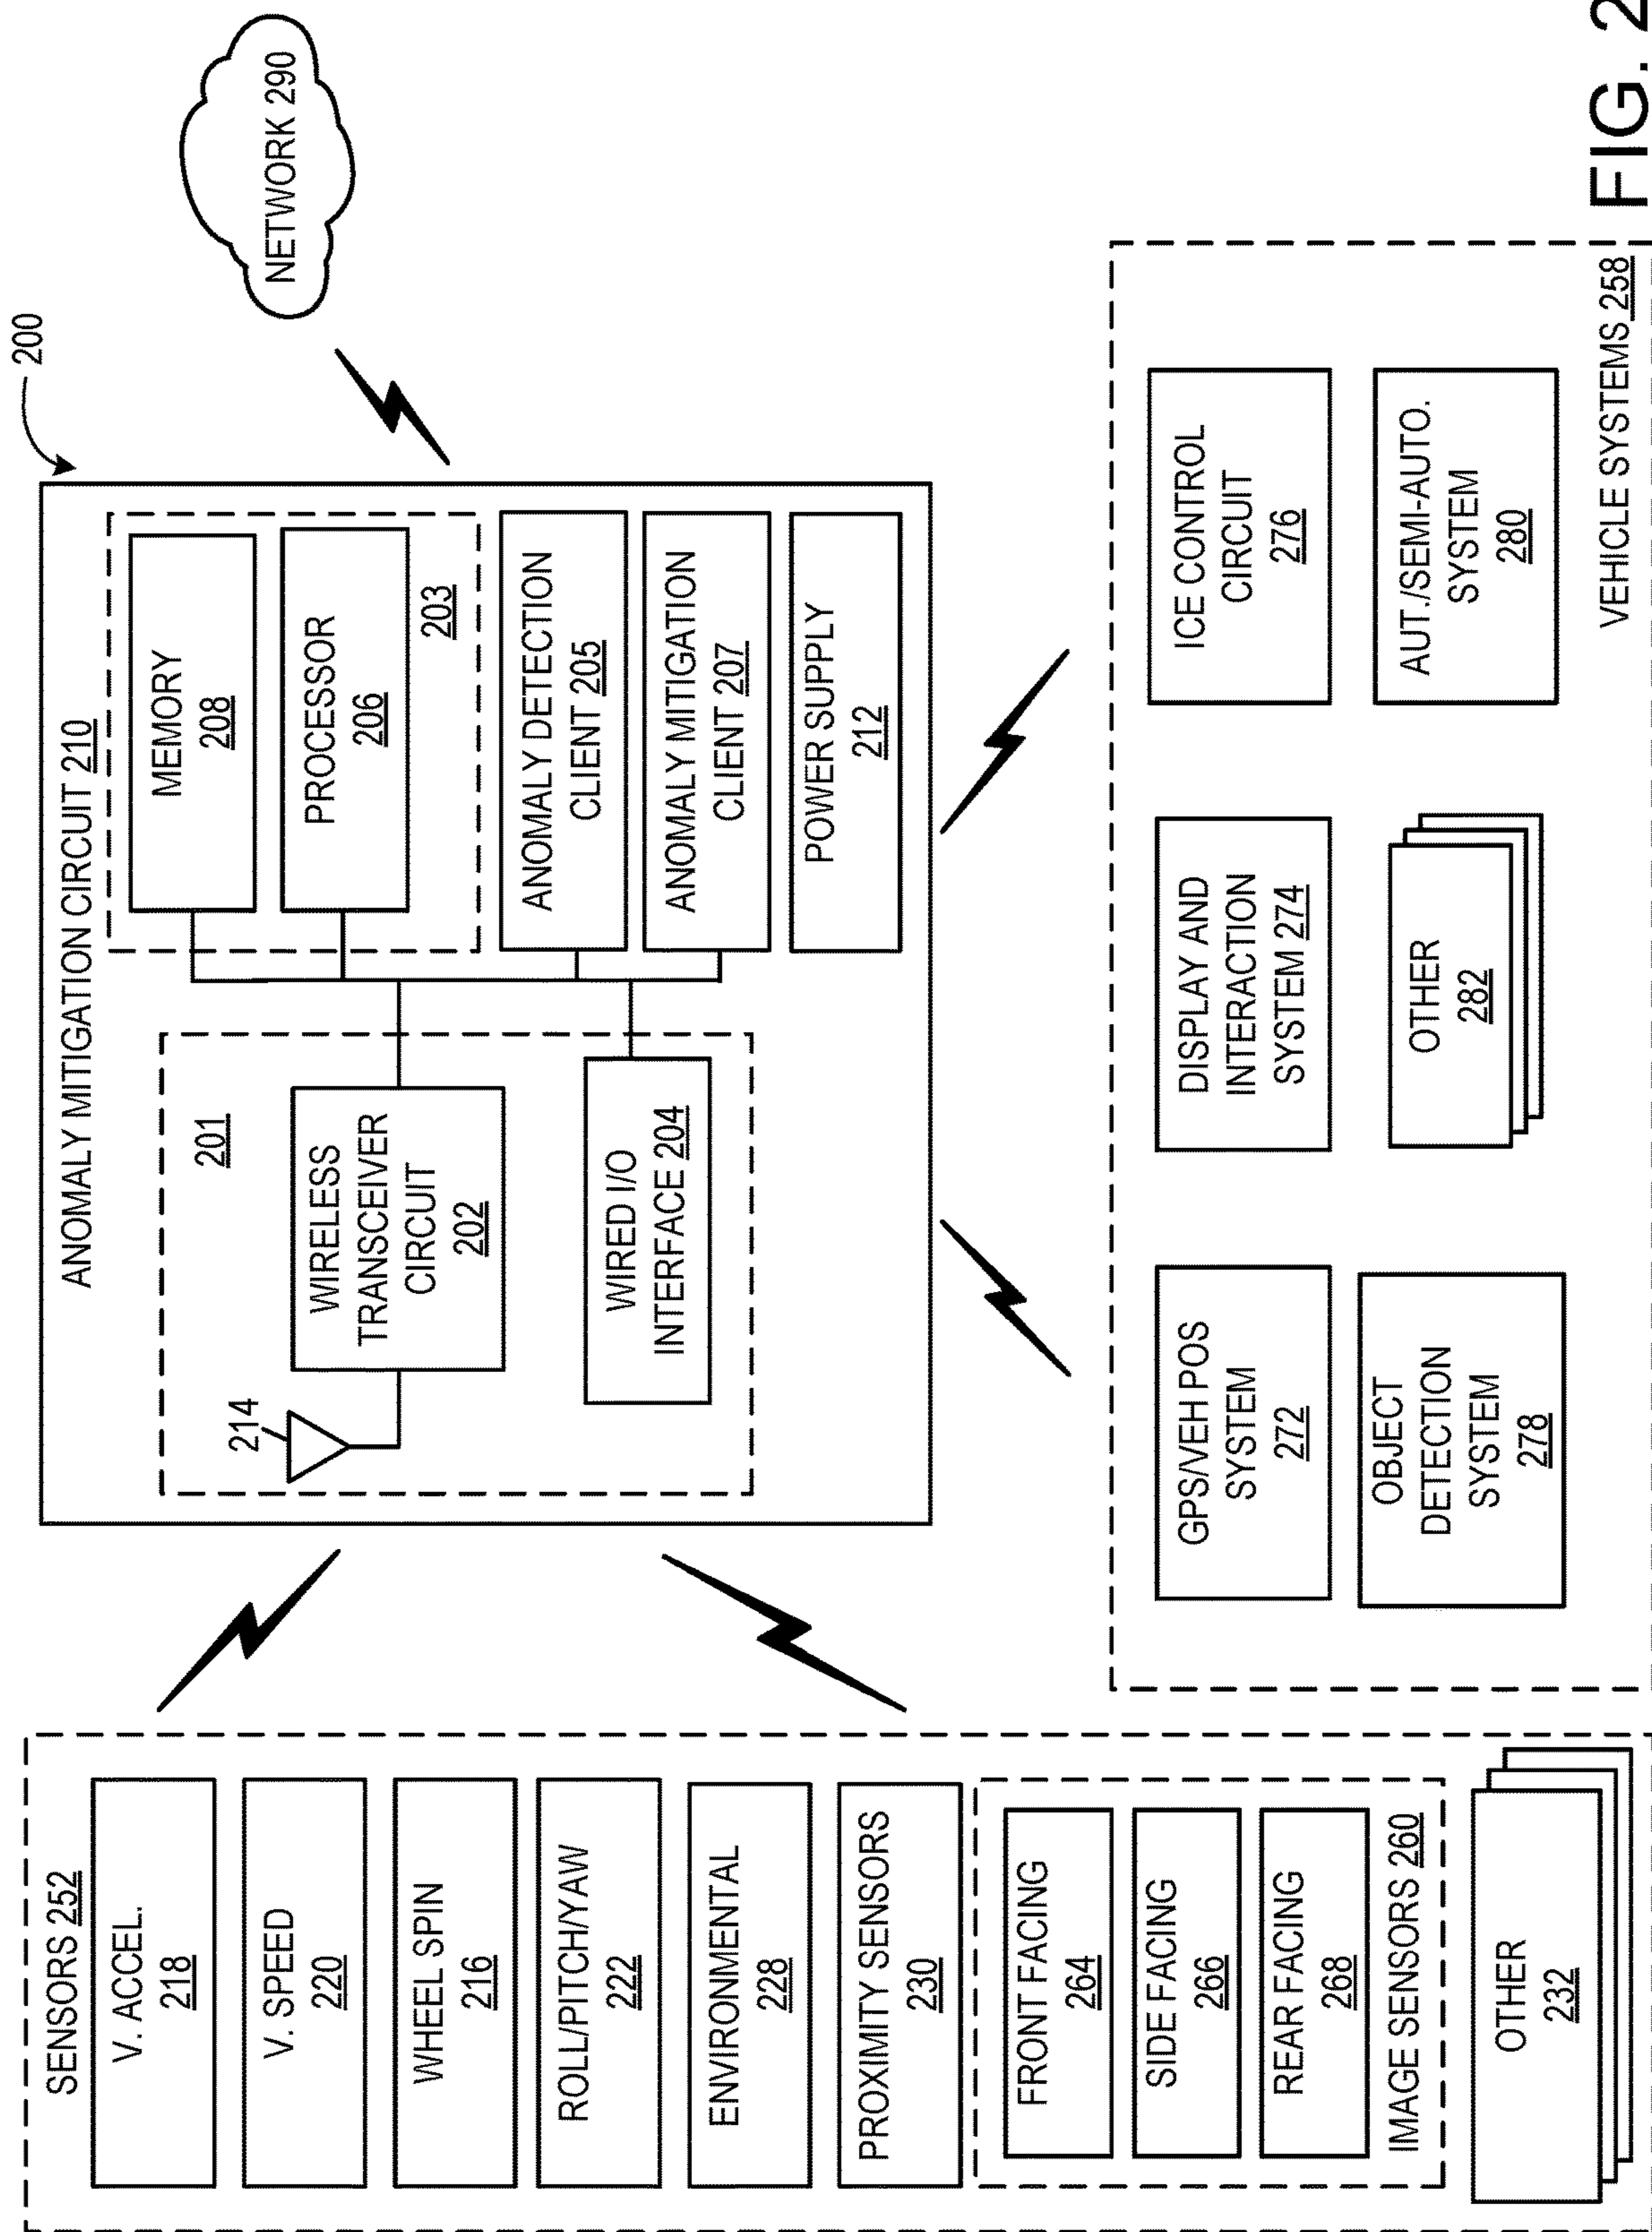 200
SENSORS 252
V. ACCEL.
218
V. SPEED
220
WHEEL SPIN
216
ROLL/PITCH/YAW
222
ENVIRONMENTAL
228
PROXIMITY SENSORS
230
FRONT FACING
264
SIDE FACING
266
REAR FACING
268
IMAGE SENSORS 260
OTHER
232
ANOMALY MITIGATION CIRCUIT 210
201
214
WIRELESS
TRANSCEIVER
CIRCUIT
202
WIRED I/O
INTERFACE 204
MEMORY
208
PROCESSOR
206
203
ANOMALY DETECTION
CLIENT 205
ANOMALY MITIGATION
CLIENT 207
POWER SUPPLY
212
NETWORK 290
GPS/VEH POS
SYSTEM
272
DISPLAY AND
INTERACTION
SYSTEM 274
ICE CONTROL
CIRCUIT
276
OBJECT
DETECTION
SYSTEM
278
OTHER
282
AUT./SEMI-AUTO.
SYSTEM
280
VEHICLE SYSTEMS 258
FIG. 2